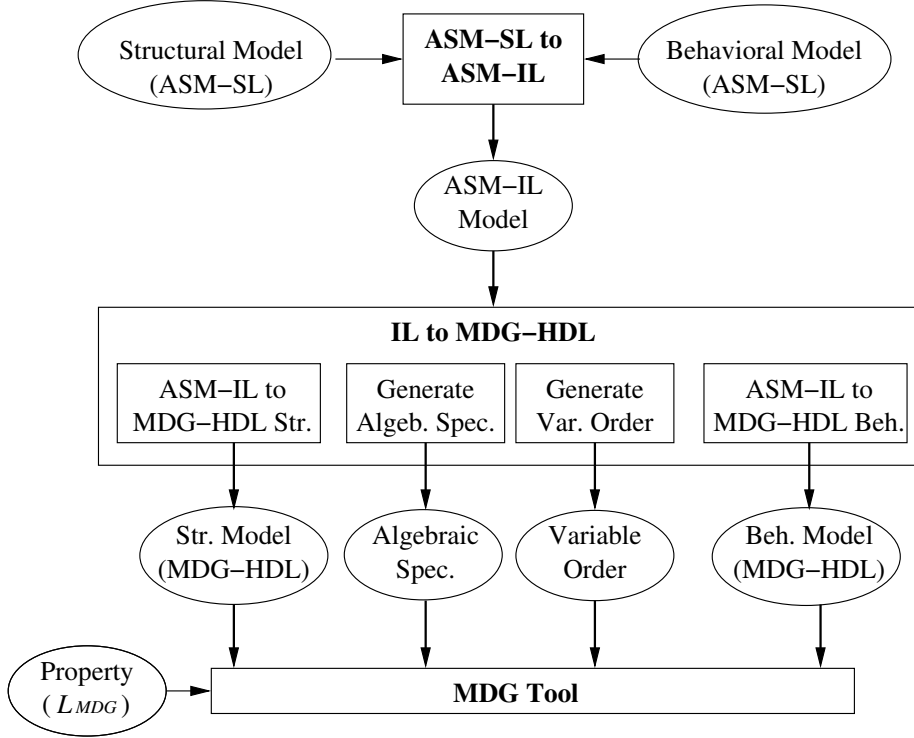 Structural Model
(ASM−SL)
ASM−SL to
ASM−IL
Behavioral Model
(ASM−SL)
ASM−IL
Model
IL to MDG−HDL
ASM−IL to
MDG−HDL Str.
Generate
Algeb. Spec.
Generate
Var. Order
ASM−IL to
MDG−HDL Beh.
Str. Model
(MDG−HDL)
Algebraic
Spec.
Variable
Order
Beh. Model
(MDG−HDL)
Property
( L MDG )
MDG Tool